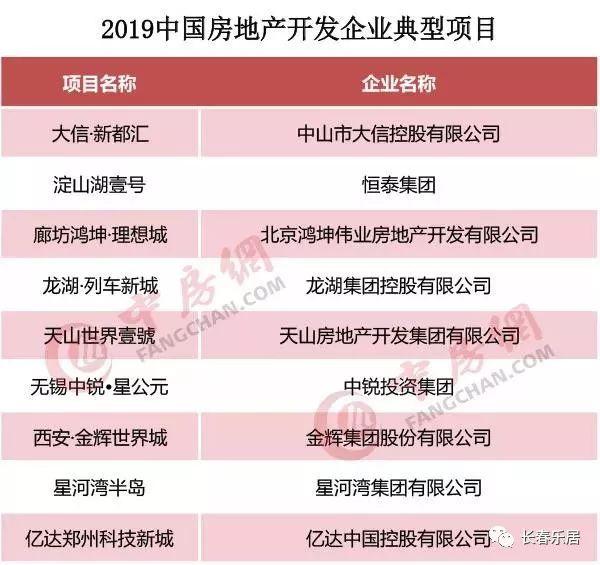 2019中国房地产开发企业典型项目
项目名称 企业名称
大信·新都汇 中山市大信控股有限公司
淀山湖壹号 恒泰集团
廊坊鸿坤·理想城 北京鸿坤伟业房地产开发有限公司
龙湖·列车新城 龙湖集团控股有限公司
天山世界壹號 天山房地产开发集团有限公司
无锡中锐•星公元 中锐投资集团
西安·金辉世界城 金辉集团股份有限公司
星河湾半岛 星河湾集团有限公司
亿达郑州科技新城 亿达中国控股有限公司
中房網
FANGCHAN.COM
中房網
FANGCHAN.COM
长春乐居